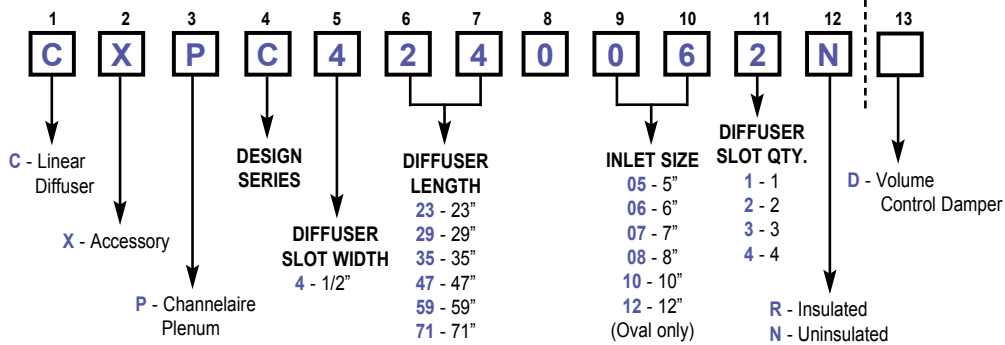 1 2 3 4 5 6 7 8 9 10 11 12 13
C X P C 4 2 4 0 0 6 2 N
C - Linear
Diffuser
X - Accessory
P - Channelaire
Plenum
DESIGN
SERIES
DIFFUSER
SLOT WIDTH
4 - 1/2”
DIFFUSER
LENGTH
23 - 23”
29 - 29”
35 - 35”
47 - 47”
59 - 59”
71 - 71”
INLET SIZE
05 - 5”
06 - 6”
07 - 7”
08 - 8”
10 - 10”
12 - 12”
(Oval only)
DIFFUSER
SLOT QTY.
1 - 1
2 - 2
3 - 3
4 - 4
R - Insulated
N - Uninsulated
D - Volume
Control Damper